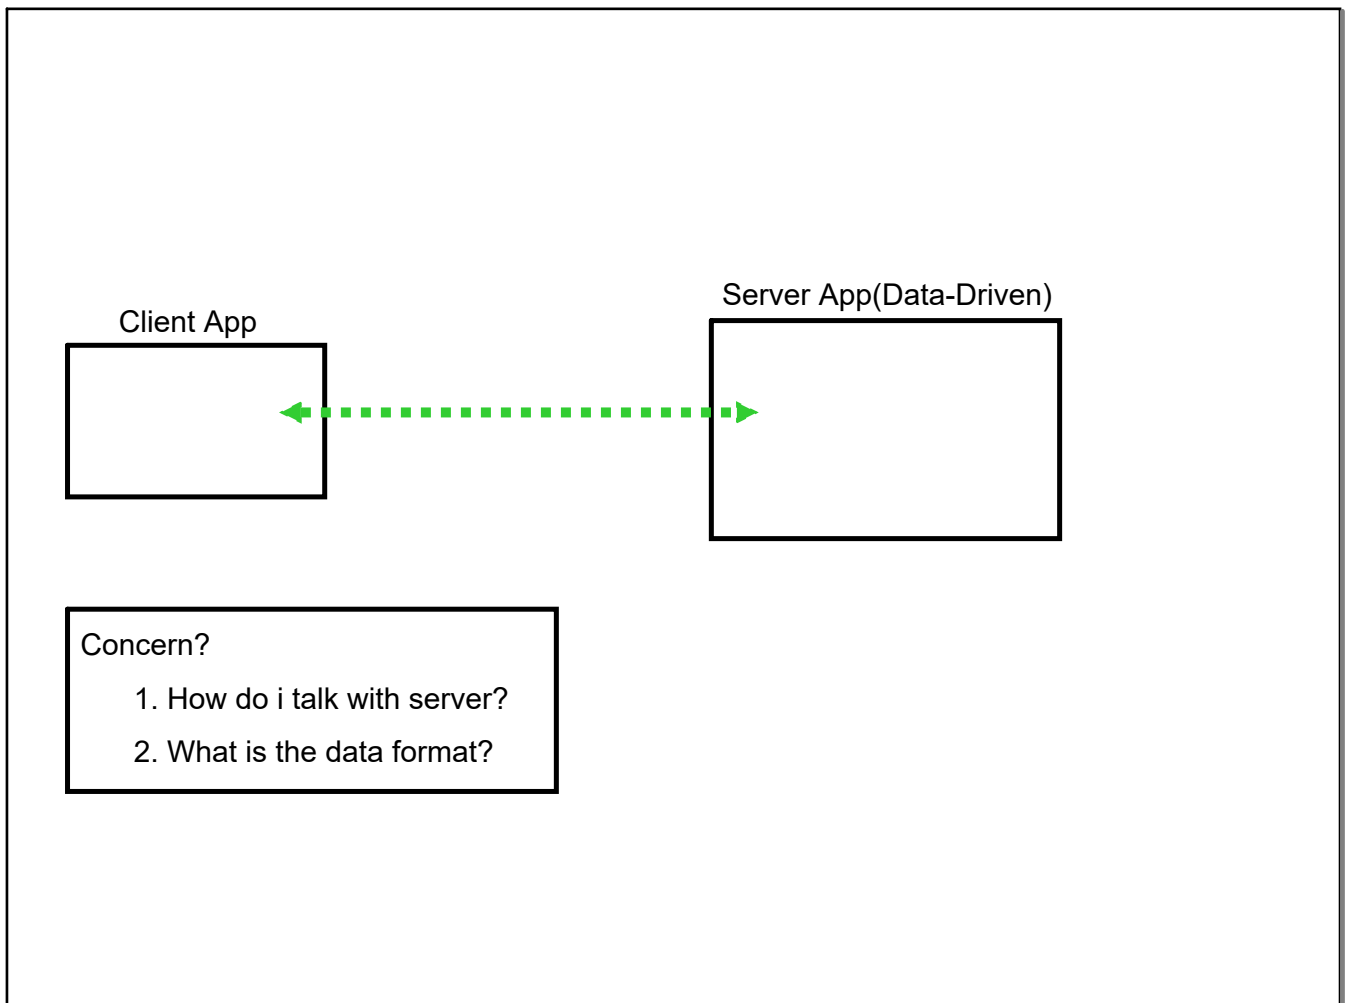 Server App(Data-Driven)
Client App
Concern?
1. How do i talk with server?
2. What is the data format?